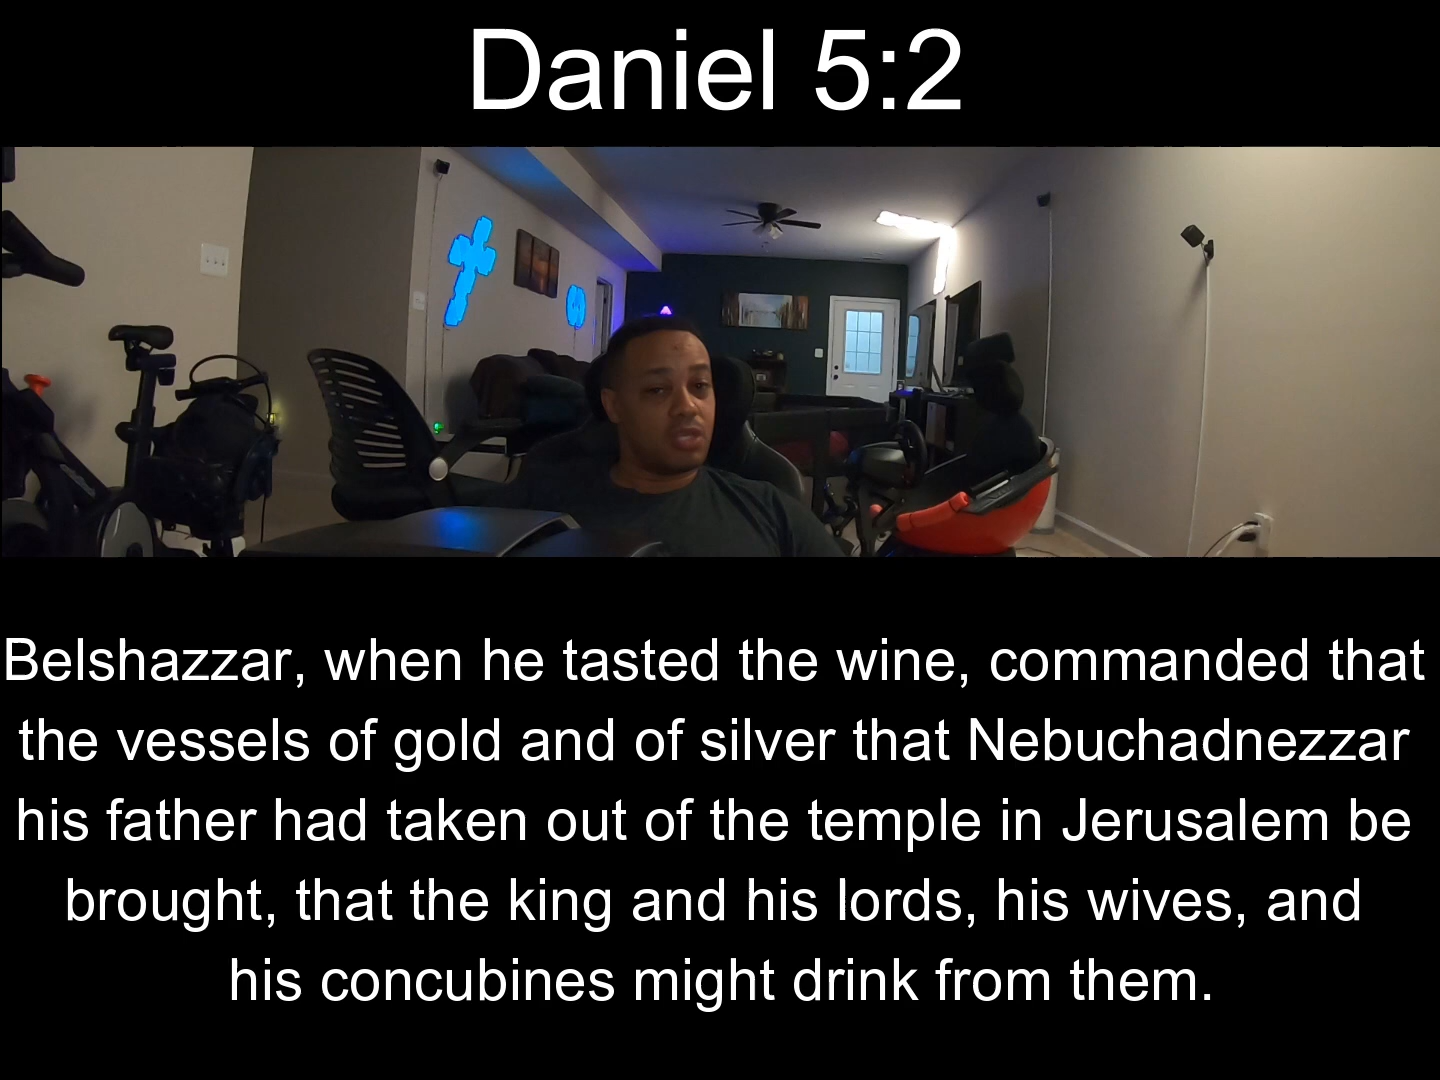 Daniel 5:2
Belshazzar, when he tasted the wine, commanded that
the vessels of gold and of silver that Nebuchadnezzar
his father had taken out of the temple in Jerusalem be
brought, that the king and his lords, his wives, and
his concubines might drink from them.